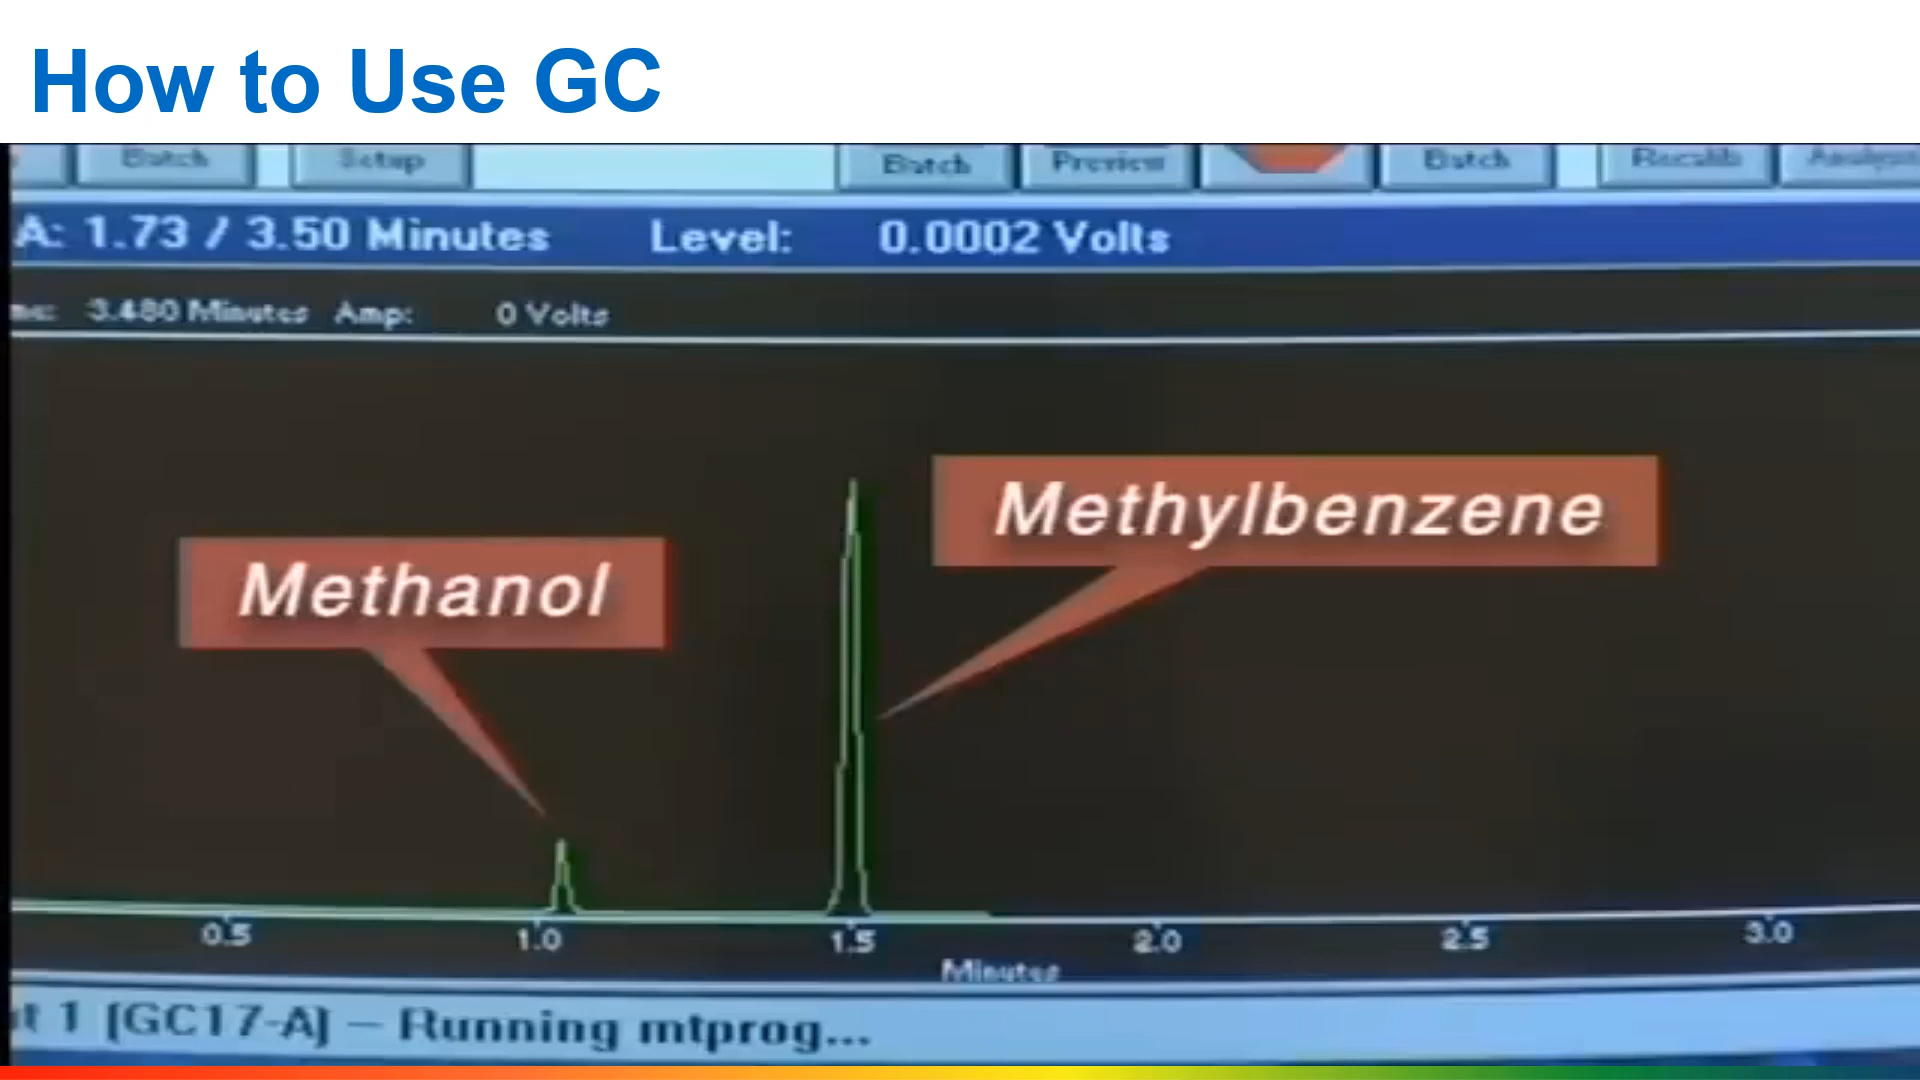 How to Use GC
Batch Setup Batch Preview Batch Recalib
A: 1.73 / 3.50 Minutes Level: 0.0002 Volts
3.480 Minutes Amp: 0 Volts
Methylbenzene
Methanol
0.5 1.0 1.5 2.0 2.5 3.0
Minutes
1 [GC17-A] – Running mtprog...